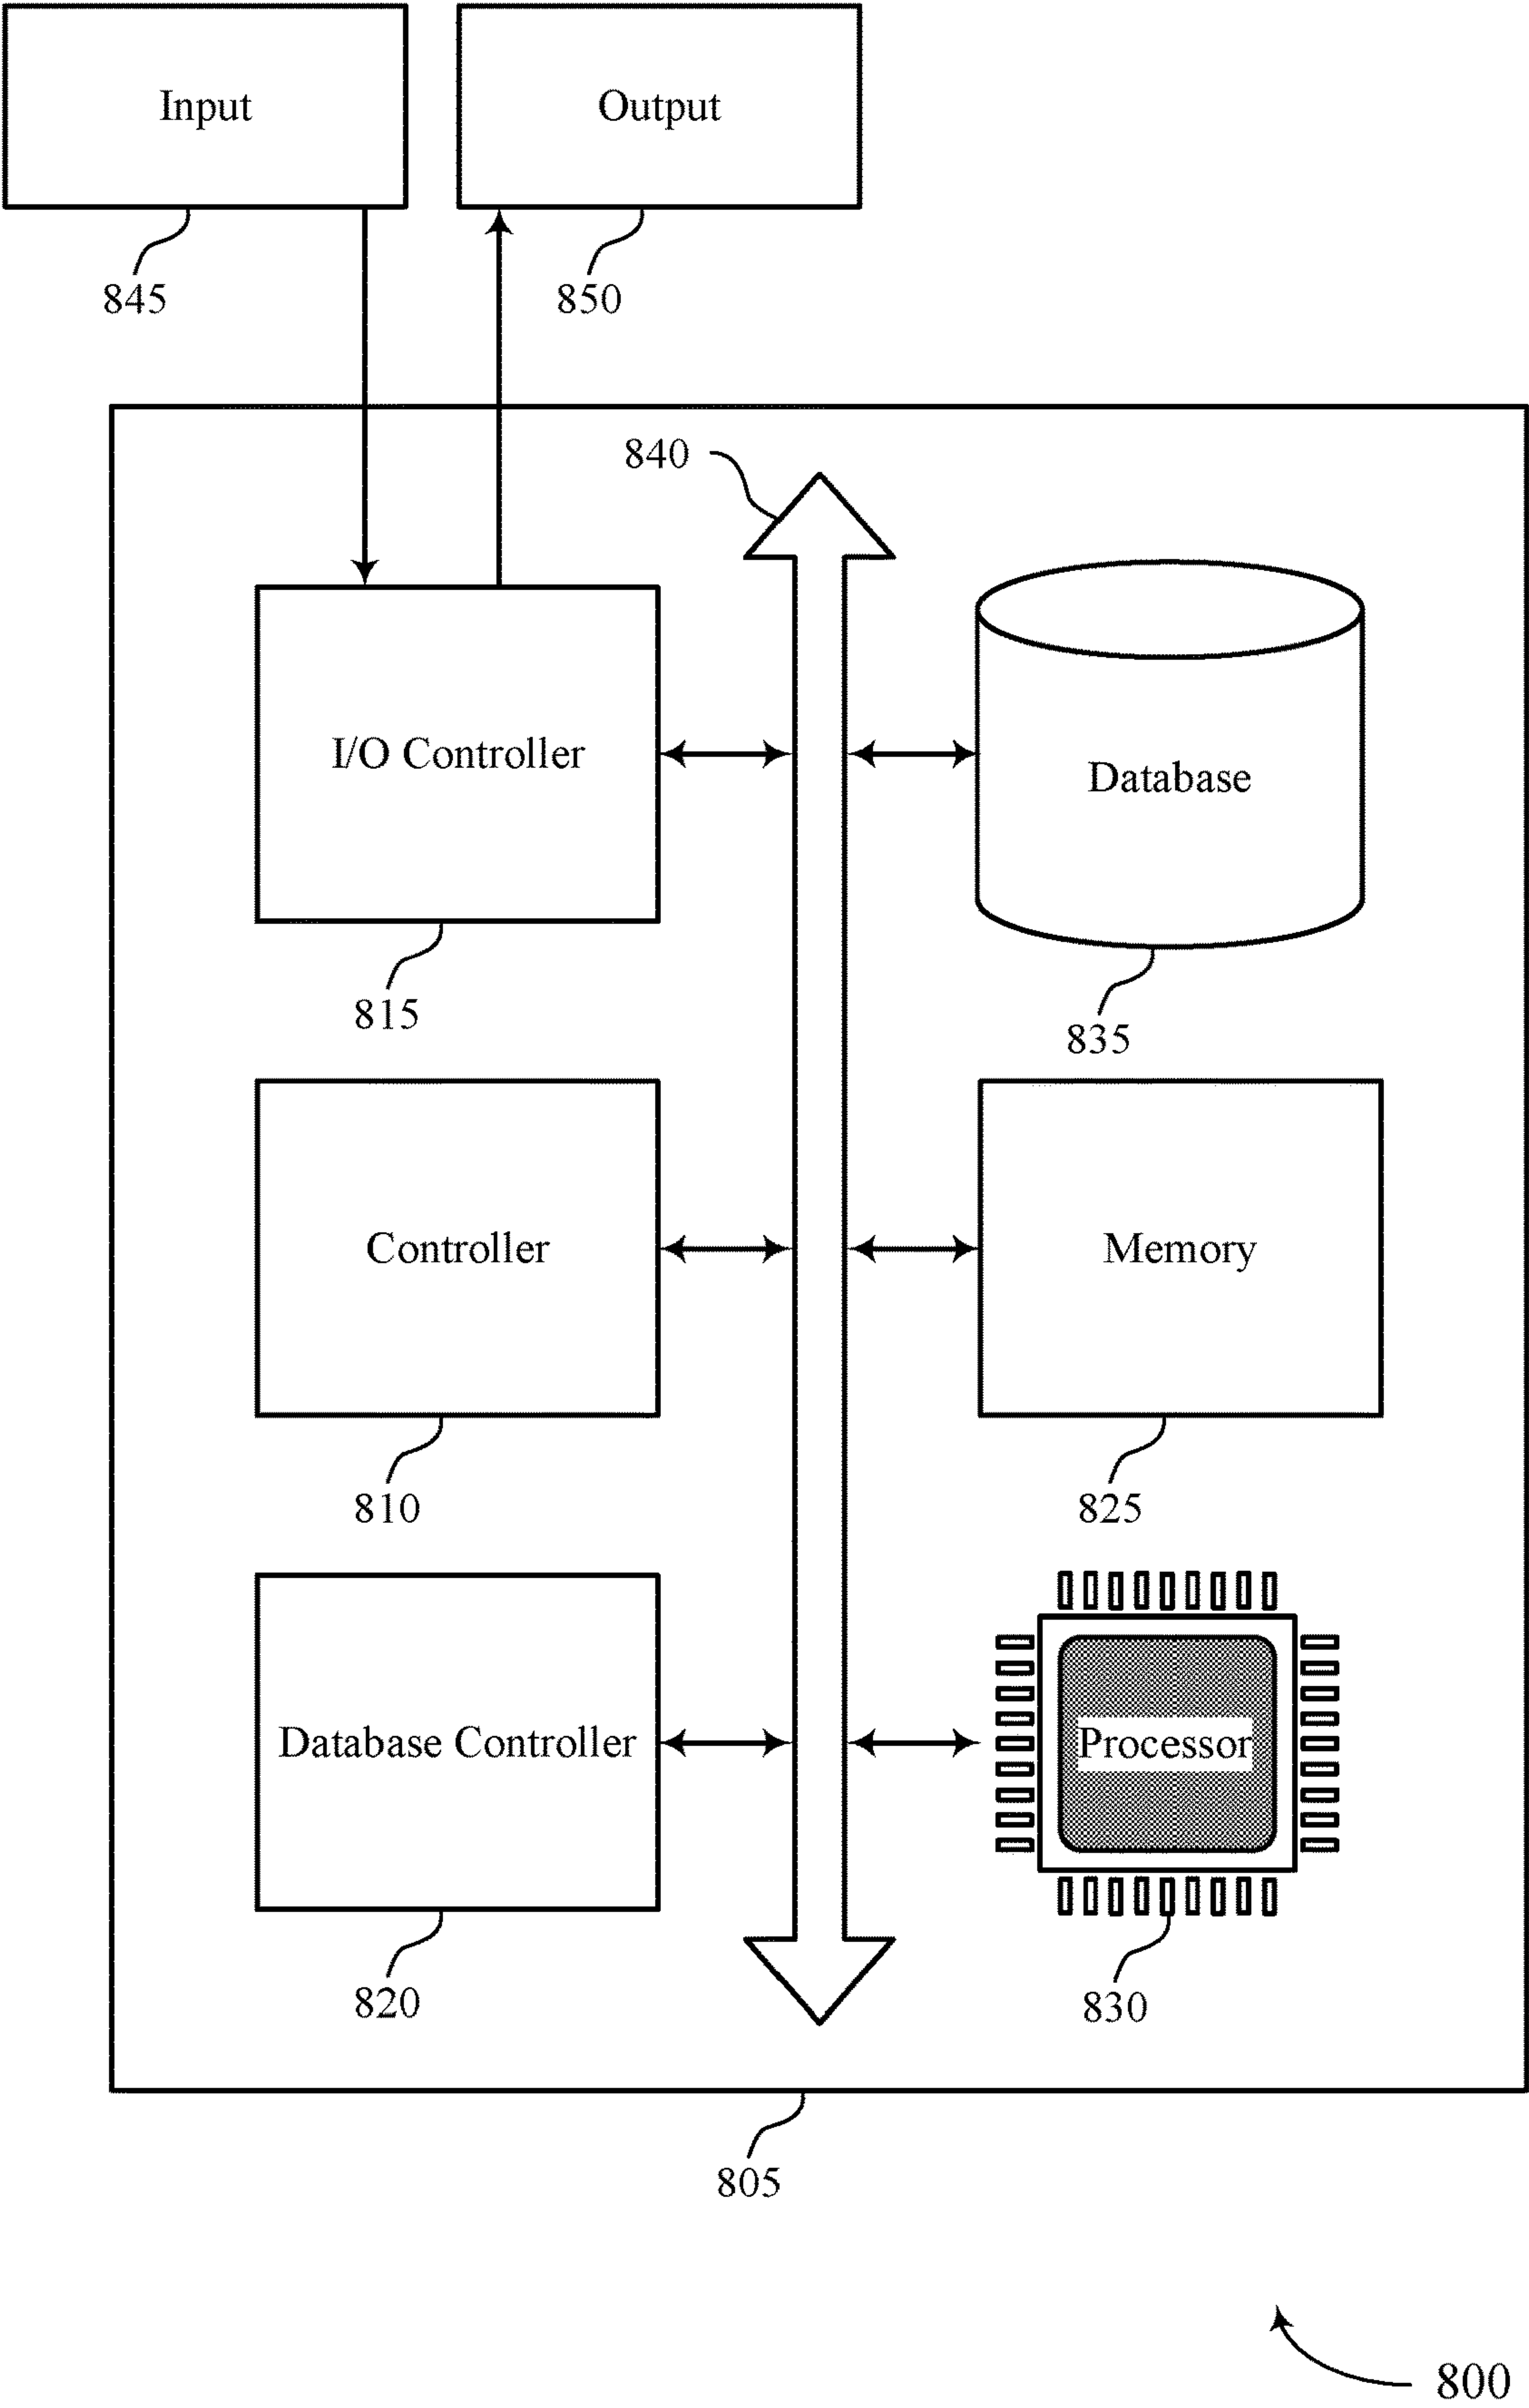 Input
Output
845
850
840
I/O Controller
Database
815
835
Controller
Memory
810
825
Database Controller
Processor
820
830
805
800